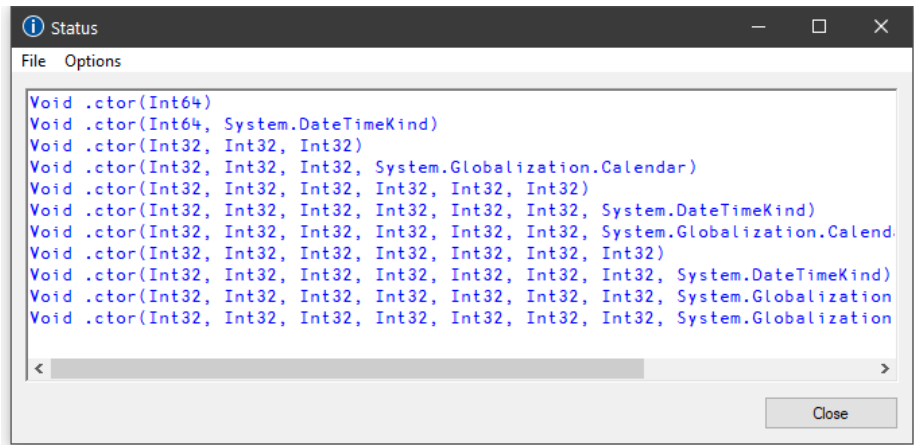 Status
File Options
Void .ctor(Int64)
Void .ctor(Int64, System.DateTimeKind)
Void .ctor(Int32, Int32, Int32)
Void .ctor(Int32, Int32, Int32, System.Globalization.Calendar)
Void .ctor(Int32, Int32, Int32, Int32, Int32, Int32)
Void .ctor(Int32, Int32, Int32, Int32, Int32, Int32, System.DateTimeKind)
Void .ctor(Int32, Int32, Int32, Int32, Int32, Int32, System.Globalization.Calend
Void .ctor(Int32, Int32, Int32, Int32, Int32, Int32, Int32)
Void .ctor(Int32, Int32, Int32, Int32, Int32, Int32, Int32, System.DateTimeKind)
Void .ctor(Int32, Int32, Int32, Int32, Int32, Int32, Int32, System.Globalization
Void .ctor(Int32, Int32, Int32, Int32, Int32, Int32, Int32, System.Globalization
Close